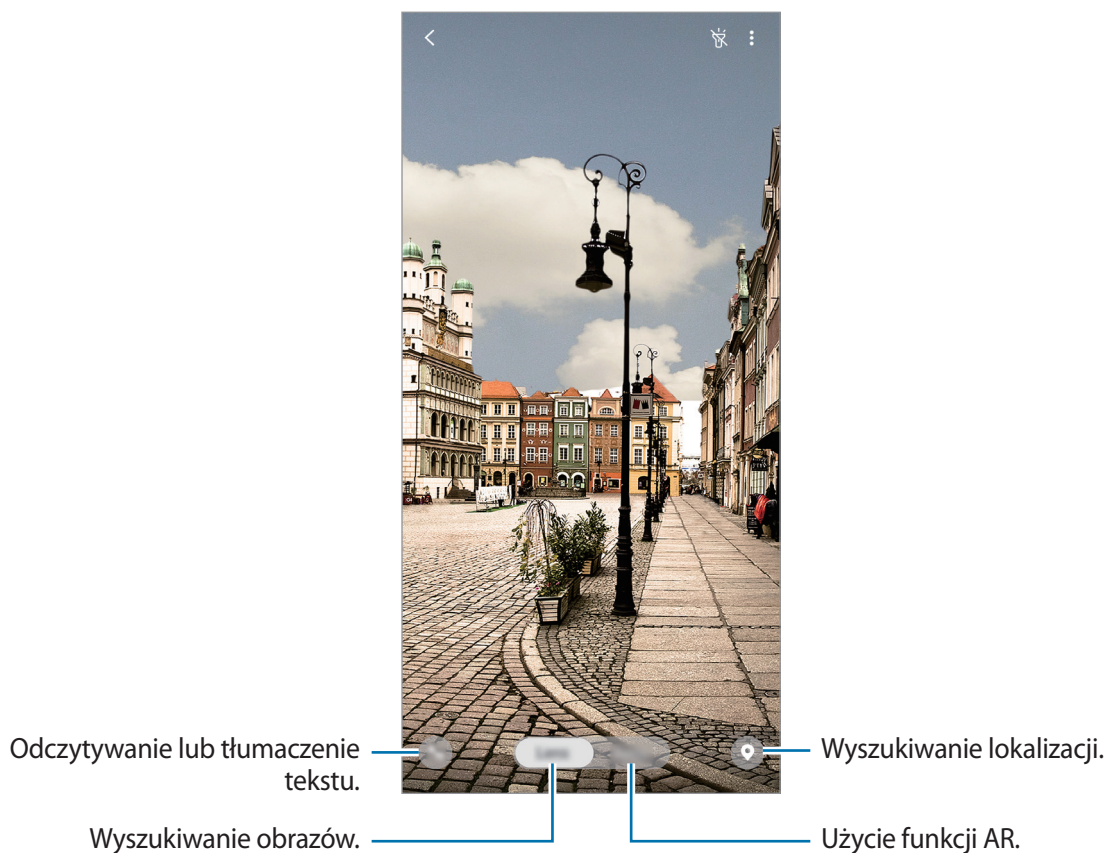 Odczytywanie lub tłumaczenie
tekstu.
Wyszukiwanie obrazów.
Wyszukiwanie lokalizacji.
Użycie funkcji AR.